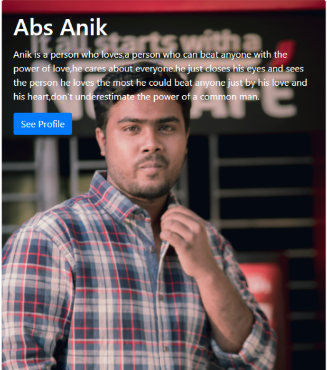 Abs Anik
Anik is a person who loves,a person who can beat anyone with the
power of love,he cares about everyone.he just closes his eyes and sees
the person he loves the most he could beat anyone just by his love and
his heart,don't underestimate the power of a common man.
See Profile
starts with a